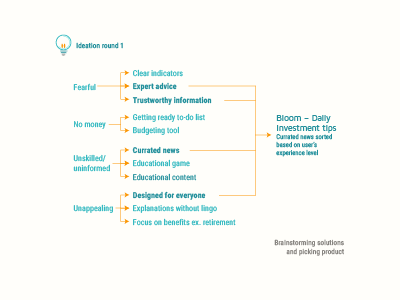 Ideation round 1
Fearful
Clear indicators
Expert advice
Trustworthy information
No money
Getting ready to-do list
Budgeting tool
Unskilled/
uninformed
Currated news
Educational game
Educational content
Unappealing
Designed for everyone
Explanations without lingo
Focus on benefits ex. retirement
Bloom – Daily
Investment tips
Currated news sorted
based on user's
experience level
Brainstorming solutions
and picking product